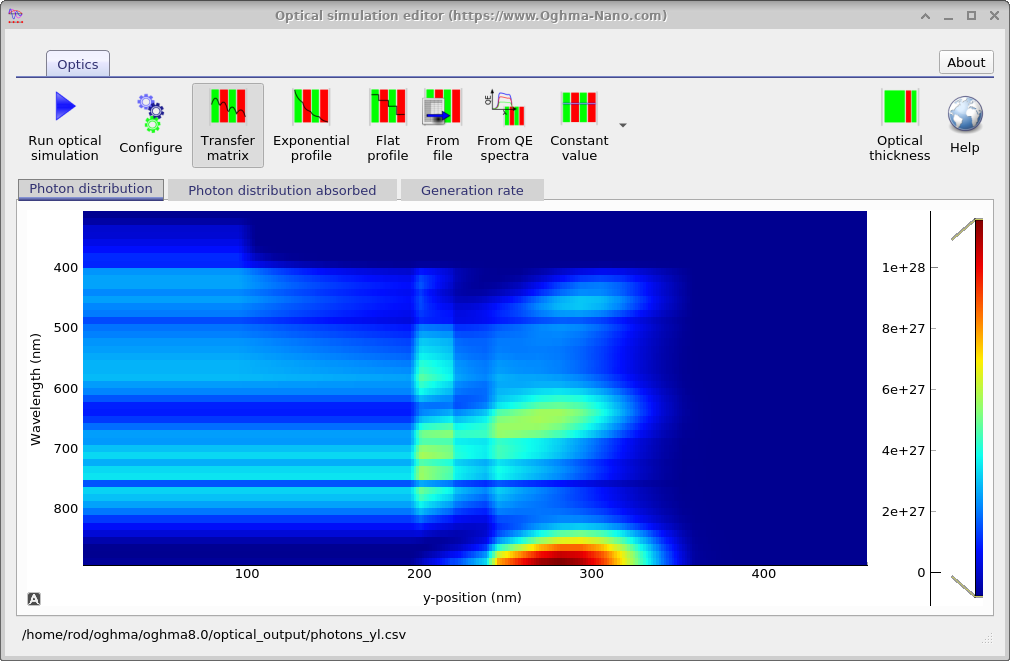 Optical simulation editor (https://www.Oghma-Nano.com)
Optics
About
Run optical
simulation
Configure
Transfer
matrix
Exponential
profile
Flat
profile
From
file
QE
From QE
spectra
Constant
value
Optical
thickness
Help
Photon distribution
Photon distribution absorbed
Generation rate
Wavelength (nm)
400
500
600
700
800
100
200
300
400
y-position (nm)
1e+28
8e+27
6e+27
4e+27
2e+27
0
A
/home/rod/oghma/oghma8.0/optical_output/photons_yl.csv